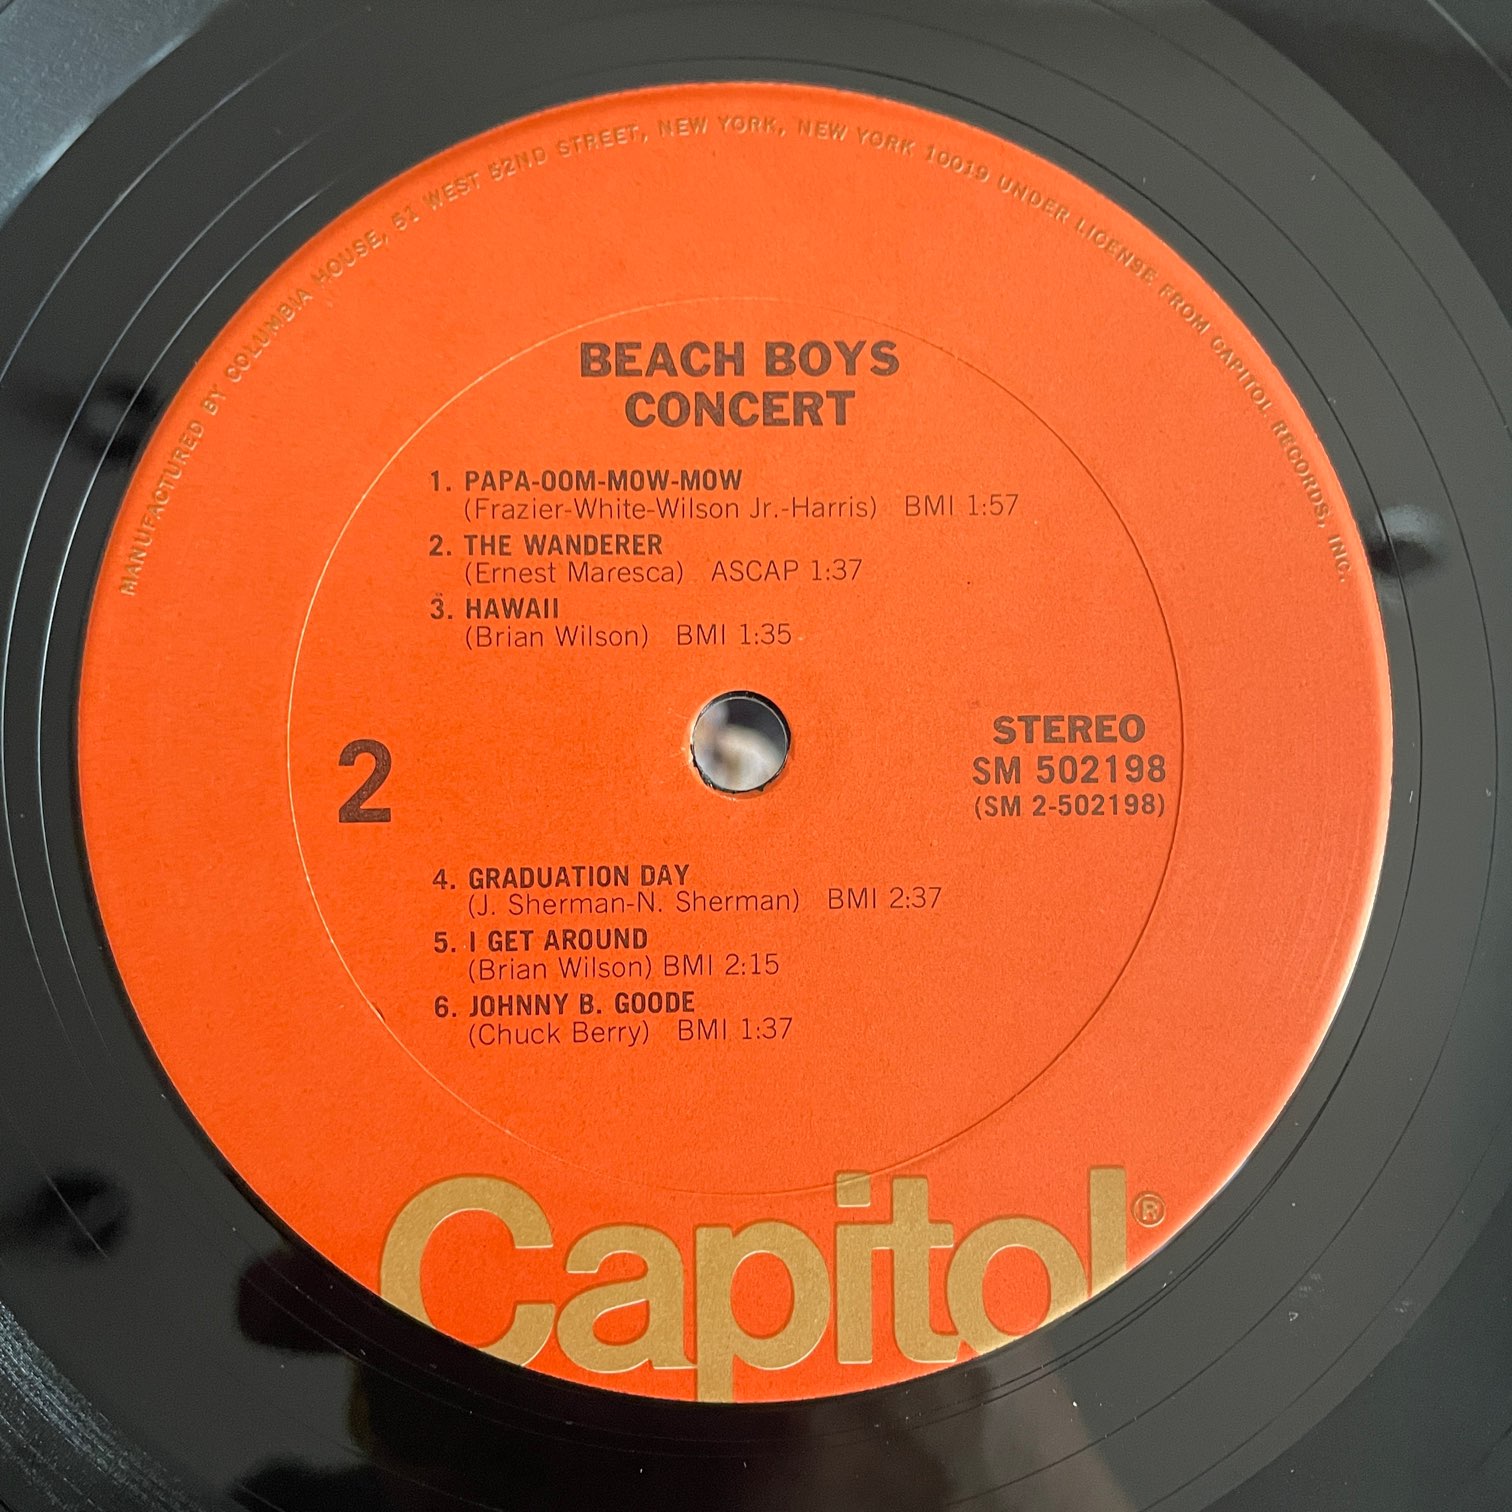 MANUFACTURED BY COLUMBIA HOUSE, 51 WEST 52ND STREET, NEW YORK, NEW YORK 10019 UNDER LICENSE FROM CAPITOL RECORDS, INC.
BEACH BOYS
CONCERT
1. PAPA-OOM-MOW-MOW
(Frazier-White-Wilson Jr.-Harris) BMI 1:57
2. THE WANDERER
(Ernest Maresca) ASCAP 1:37
3. HAWAII
(Brian Wilson) BMI 1:35
2
STEREO
SM 502198
(SM 2-502198)
4. GRADUATION DAY
(J. Sherman-N. Sherman) BMI 2:37
5. I GET AROUND
(Brian Wilson) BMI 2:15
6. JOHNNY B. GOODE
(Chuck Berry) BMI 1:37
Capitol®